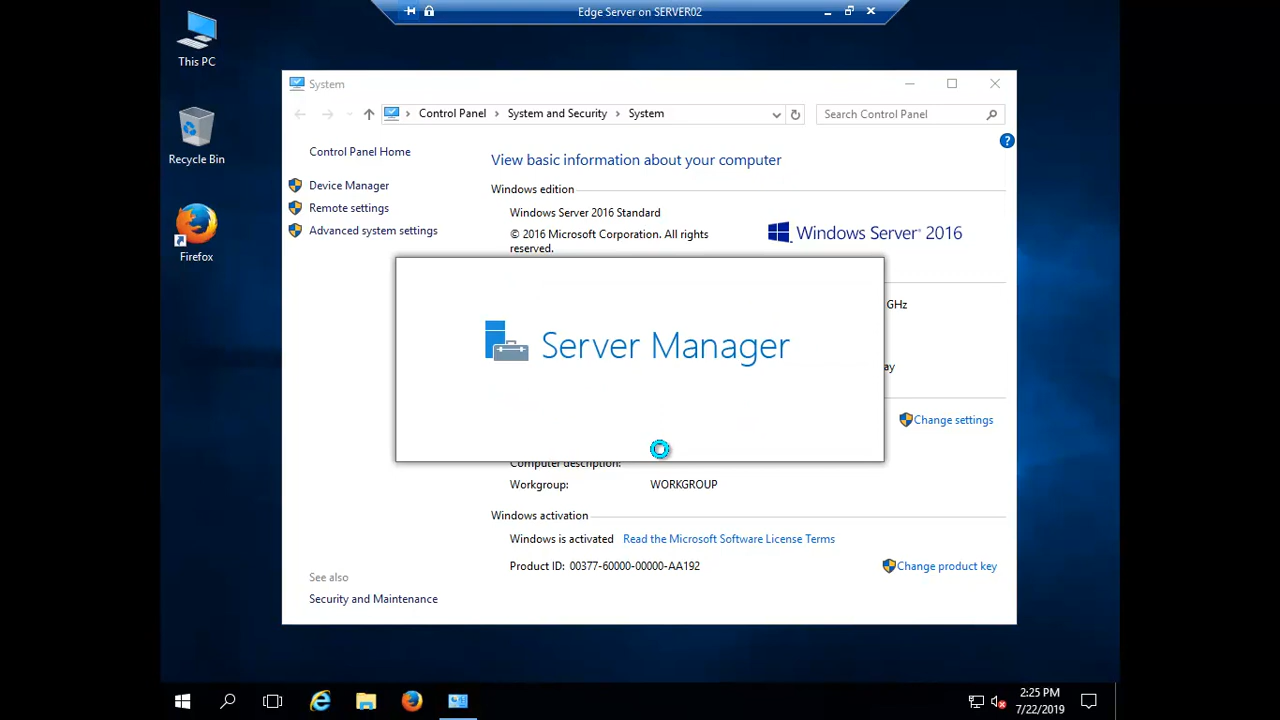 Edge Server on SERVER02
This PC
Recycle Bin
Firefox
System
Control Panel > System and Security > System
Search Control Panel
Control Panel Home
Device Manager
Remote settings
Advanced system settings
View basic information about your computer
Windows edition
Windows Server 2016 Standard
© 2016 Microsoft Corporation. All rights
reserved.
Windows Server® 2016
GHz
ay
Server Manager
Change settings
Computer description:
Workgroup: WORKGROUP
Windows activation
Windows is activated Read the Microsoft Software License Terms
Product ID: 00377-60000-00000-AA192
Change product key
See also
Security and Maintenance
2:25 PM
7/22/2019